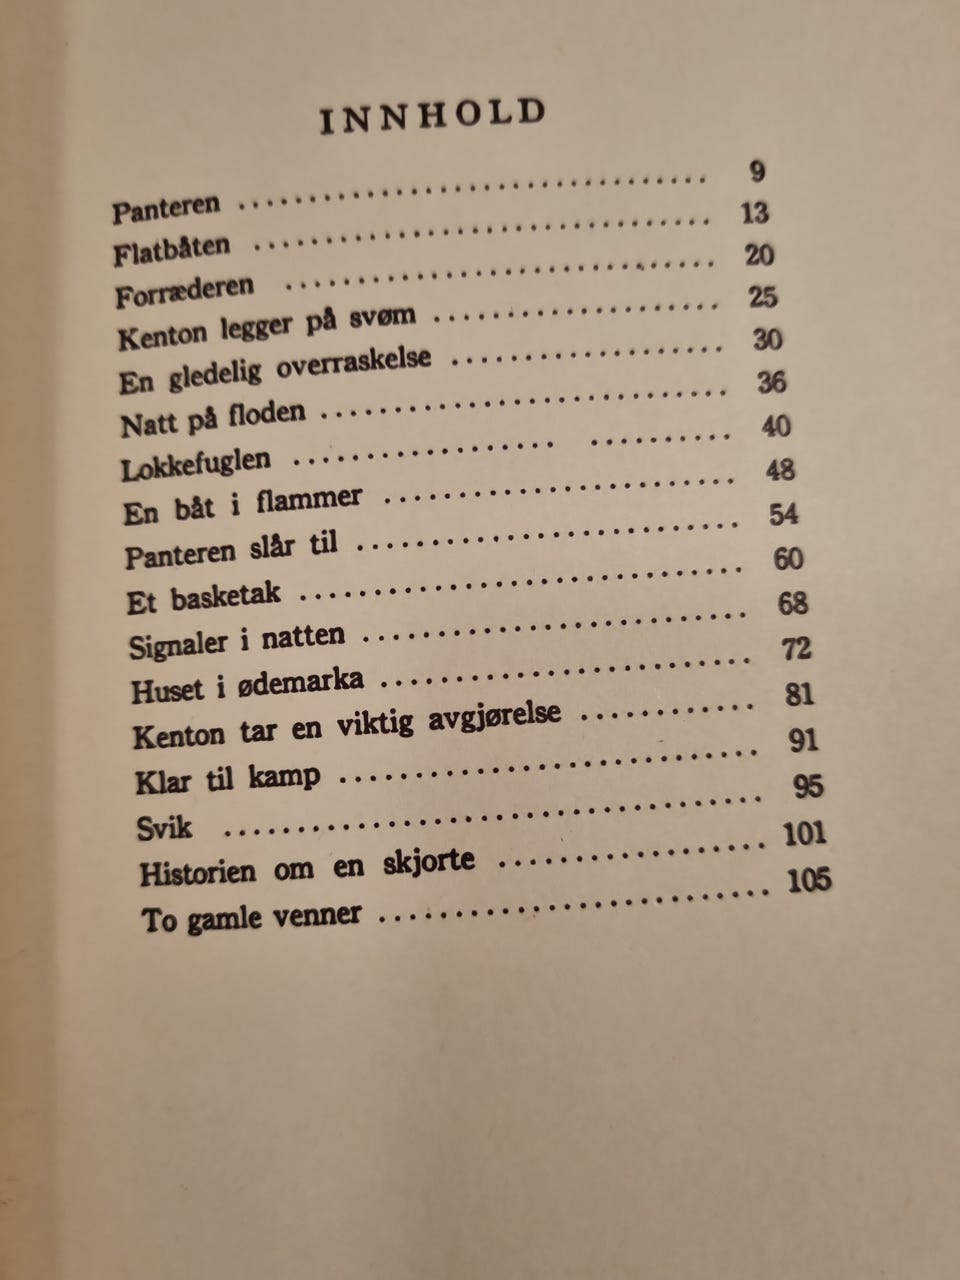 INNHOLD
Panteren .................................. 9
Flatbåten ................................ 13
Forræderen .............................. 20
Kenton legger på svøm .................... 25
En gledelig overraskelse ................... 30
Natt på floden ............................ 36
Lokkefuglen .................. .......... 40
En båt i flammer ........................ 48
Panteren slår til .......................... 54
Et basketak .............................. 60
Signaler i natten .......................... 68
Huset i ødemarka ......................... 72
Kenton tar en viktig avgjørelse ............ 81
Klar til kamp ............................. 91
Svik ..................................... 95
Historien om en skjorte ................... 101
To gamle venner .......................... 105